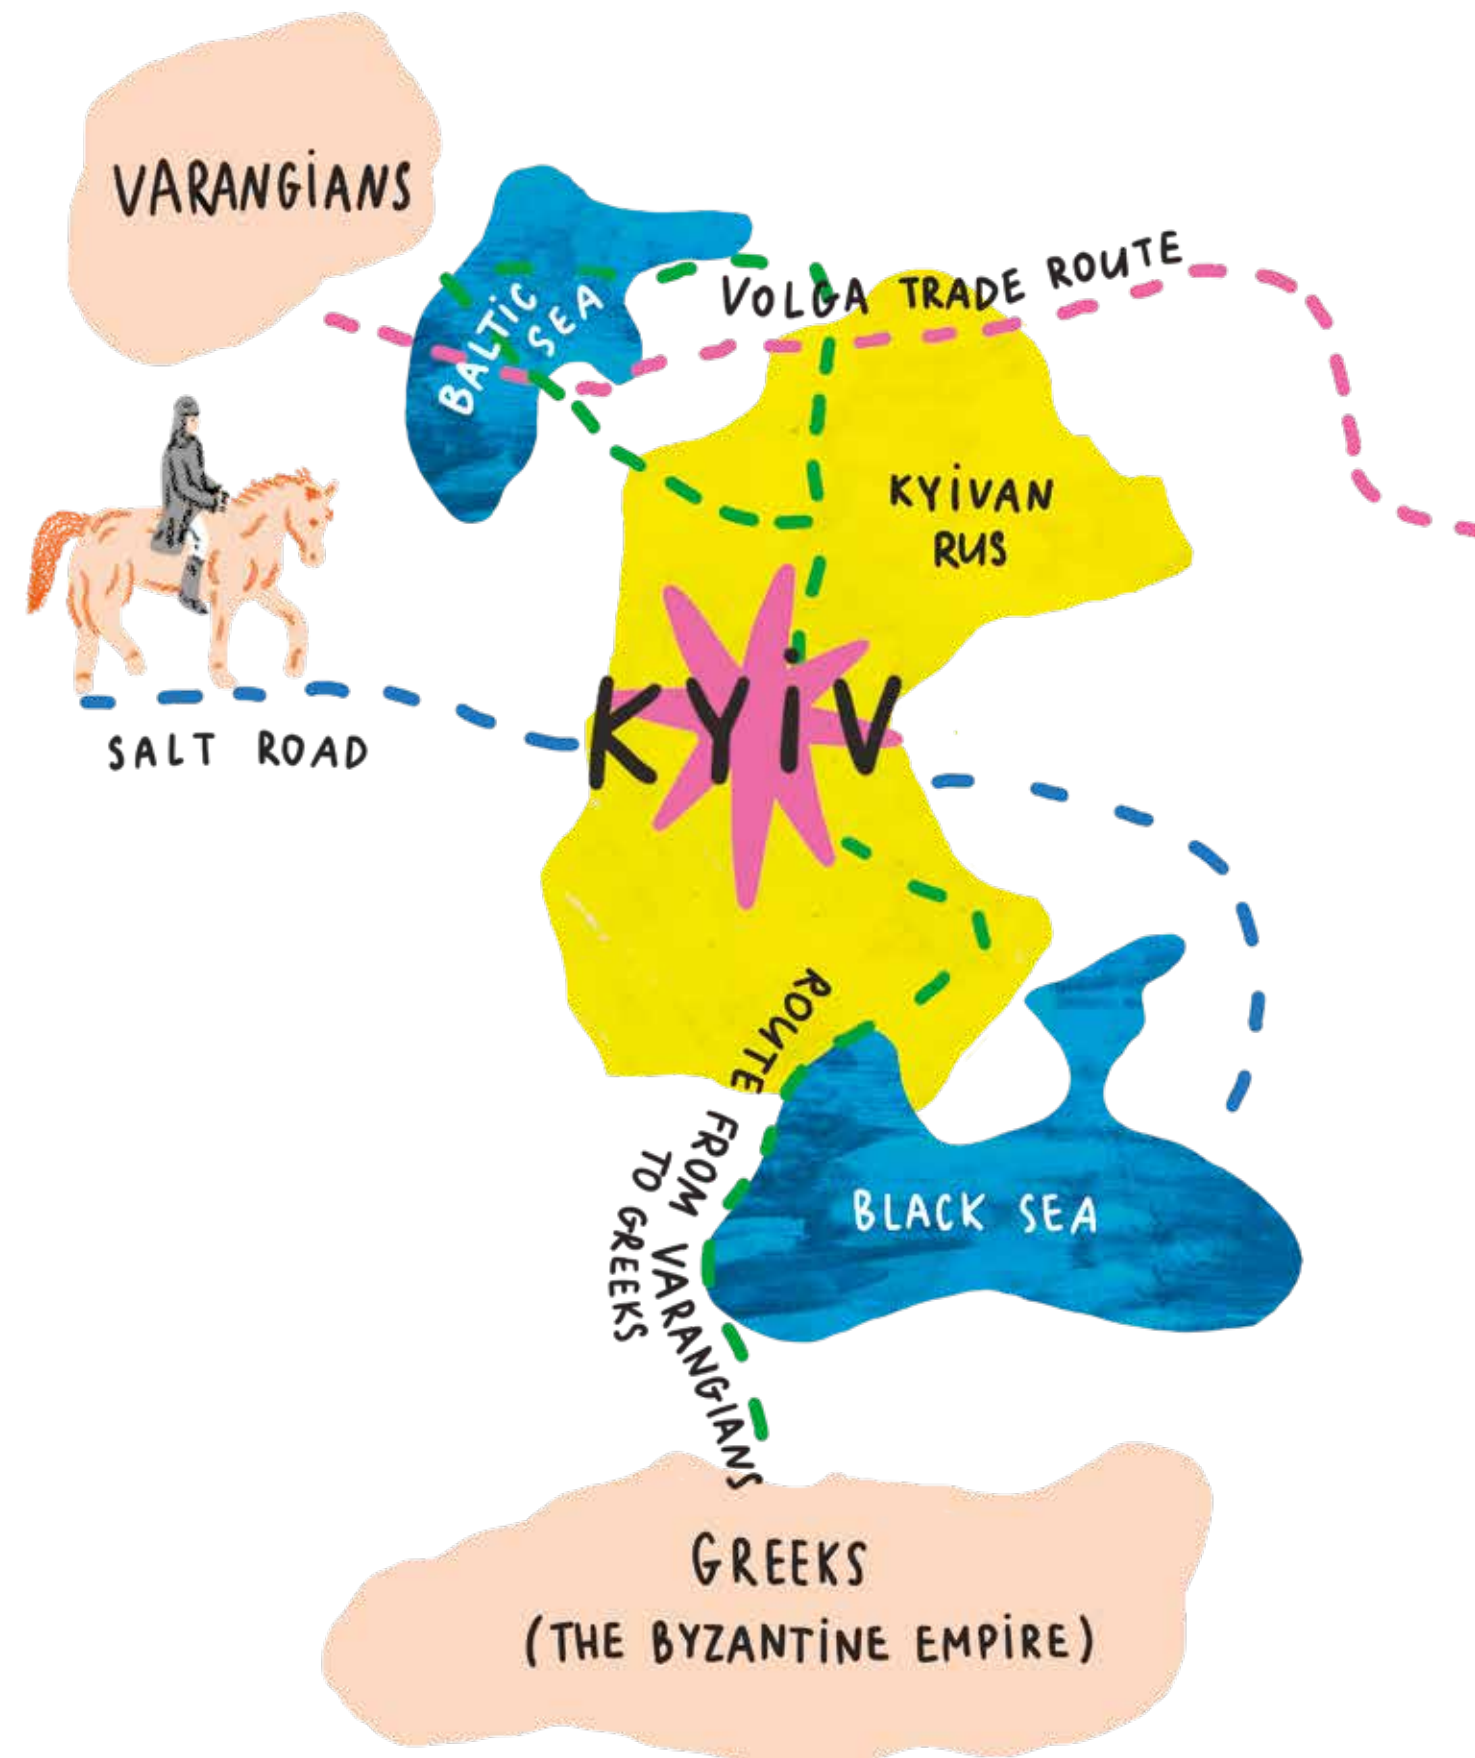 VARANGiANS
BALTiC
SEA
VOLGA TRADE ROUTE
KYiVAN
RUS
KYiV
SALT ROAD
ROUTE FROM VARANGIANS
TO GREEKS
BLACK SEA
GREEKS
(THE BYZANTiNE EMPiRE)